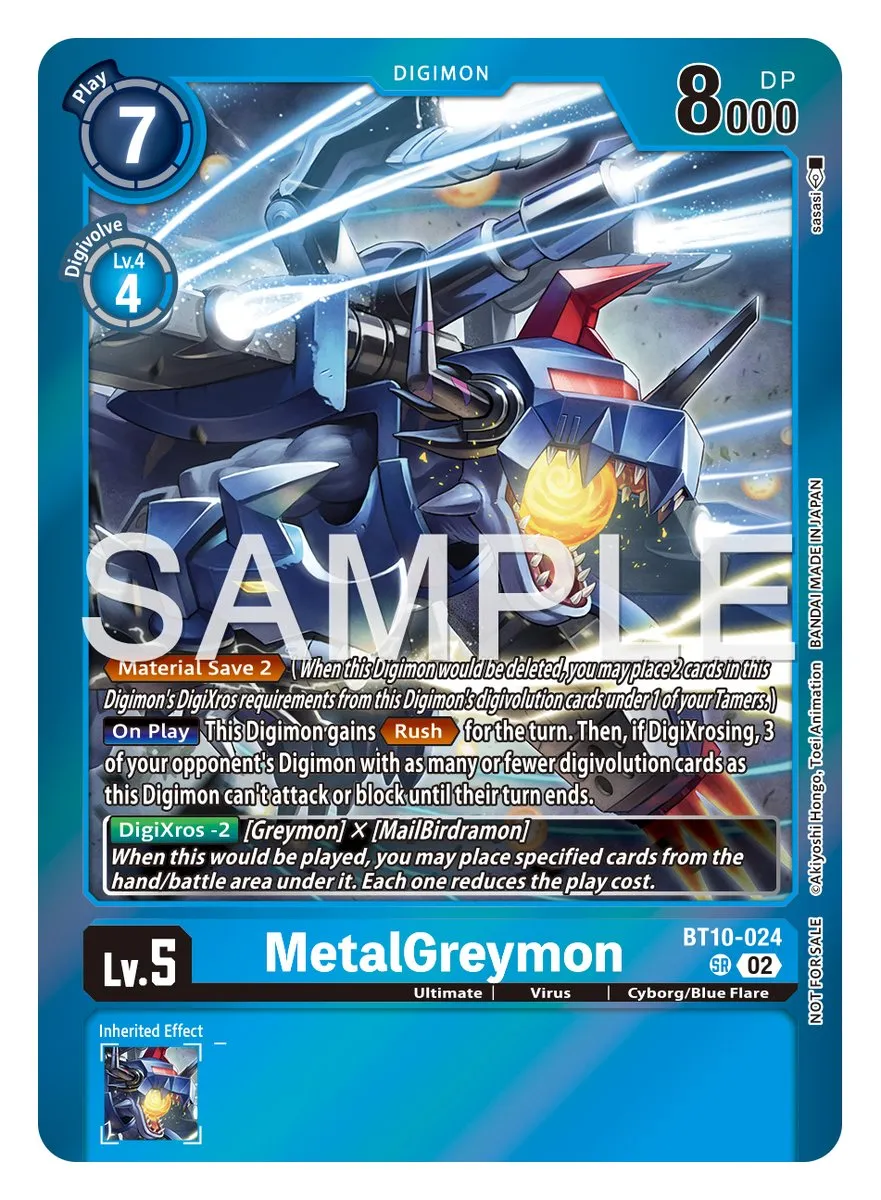 DIGIMON
Play
7
DP
8000
Digivolve
Lv.4
4
sasasi
SAMPLE
Material Save 2 (When this Digimon would be deleted, you may place 2 cards in this
Digimon's DigiXros requirements from this Digimon's digivolution cards under 1 of your Tamers.)
On Play This Digimon gains Rush for the turn. Then, if DigiXrosing, 3
of your opponent's Digimon with as many or fewer digivolution cards as
this Digimon can't attack or block until their turn ends.
DigiXros -2 [Greymon] × [MailBirdramon]
When this would be played, you may place specified cards from the
hand/battle area under it. Each one reduces the play cost.
©Akiyoshi Hongo, Toei Animation BANDAI MADE IN JAPAN
NOT FOR SALE
Lv.5
MetalGreymon
BT10-024
SR 02
Ultimate | Virus | Cyborg/Blue Flare
Inherited Effect
–